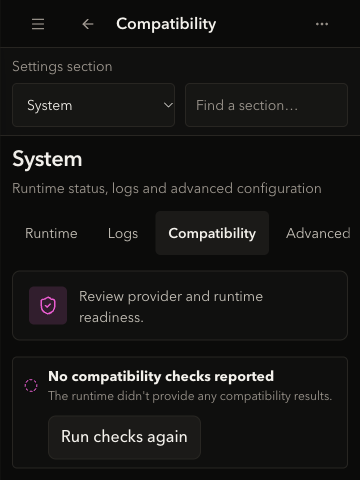 Compatibility
Settings section
System
Find a section…
System
Runtime status, logs and advanced configuration
Runtime
Logs
Compatibility
Advanced
Review provider and runtime
readiness.
No compatibility checks reported
The runtime didn't provide any compatibility results.
Run checks again